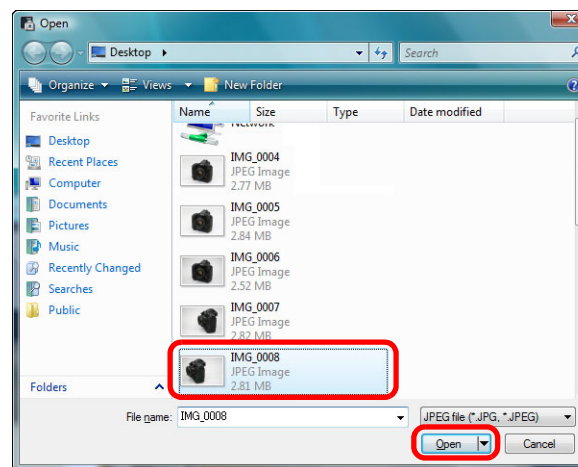 Open
Desktop
Search
Organize Views New Folder
Favorite Links
Name Size Type Date modified
Desktop
Recent Places
Computer
Documents
Pictures
Music
Recently Changed
Searches
Public
Folders
Network
IMG_0004
JPEG Image
2.77 MB
IMG_0005
JPEG Image
2.84 MB
IMG_0006
JPEG Image
2.52 MB
IMG_0007
JPEG Image
2.82 MB
IMG_0008
JPEG Image
2.81 MB
File name: IMG_0008
JPEG file (*.JPG, *.JPEG)
Open Cancel